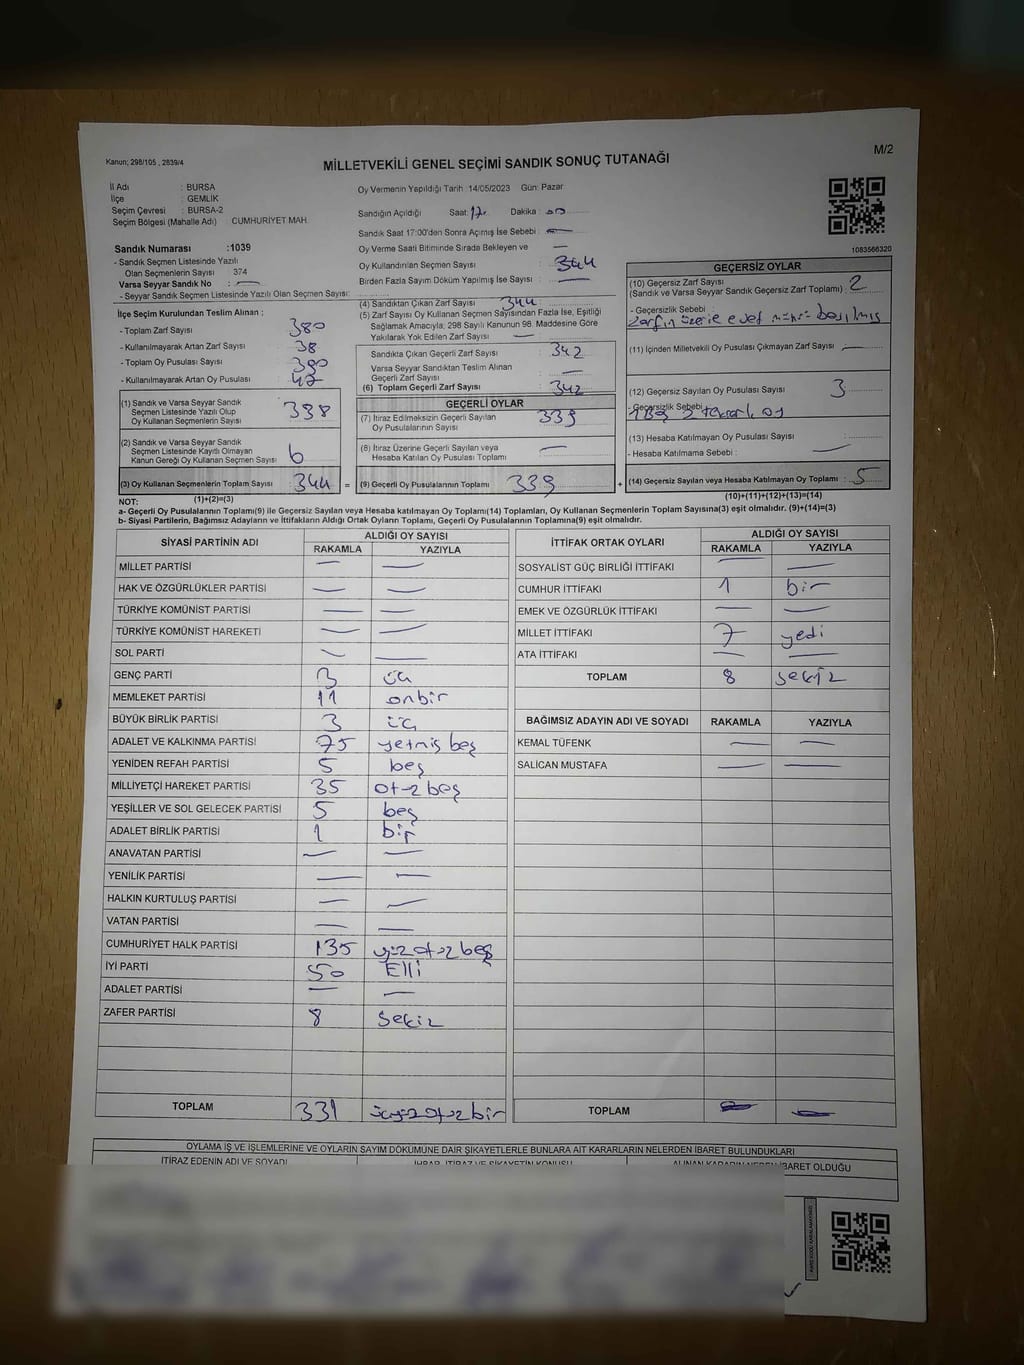 Kanun; 298/105 , 2839/4
MİLLETVEKİLİ GENEL SEÇİMİ SANDIK SONUÇ TUTANAĞI
M/2
İl Adı : BURSA
İlçe : GEMLİK
Seçim Çevresi : BURSA-2
Seçim Bölgesi (Mahalle Adı) : CUMHURİYET MAH.
Sandık Numarası :1039
- Sandık Seçmen Listesinde Yazılı
Olan Seçmenlerin Sayısı : 374
Varsa Seyyar Sandık No : —
- Seyyar Sandık Seçmen Listesinde Yazılı Olan Seçmen Sayısı:
Oy Vermenin Yapıldığı Tarih :14/05/2023 Gün: Pazar
Sandığın Açıldığı Saat: 17 Dakika : 00
Sandık Saat 17:00'den Sonra Açılmış İse Sebebi : —
Oy Verme Saati Bitiminde Sırada Bekleyen ve —
Oy Kullandırılan Seçmen Sayısı 344
Birden Fazla Sayım Döküm Yapılmış İse Sayısı : —
1083566320
İlçe Seçim Kurulundan Teslim Alınan ;
- Toplam Zarf Sayısı : 380
- Kullanılmayarak Artan Zarf Sayısı : 38
- Toplam Oy Pusulası Sayısı : 380
- Kullanılmayarak Artan Oy Pusulası : 42
(1) Sandık ve Varsa Seyyar Sandık
Seçmen Listesinde Yazılı Olup
Oy Kullanan Seçmen Sayısı : 338
(2) Sandık ve Varsa Seyyar Sandık
Seçmen Listesinde Kayıtlı Olmayan
Kanun Gereği Oy Kullanan Seçmen Sayısı : 6
(3) Oy Kullanan Seçmenlerin Toplam Sayısı : 344 =
(4) Sandıktan Çıkan Zarf Sayısı : 344
(5) Zarf Sayısı Oy Kullanan Seçmen Sayısından Fazla İse, Eşitliği
Sağlamak Amacıyla; 298 Sayılı Kanunun 98. Maddesine Göre
Yakılarak Yok Edilen Zarf Sayısı : —
Sandıkta Çıkan Geçerli Zarf Sayısı : 342
Varsa Seyyar Sandıktan Teslim Alınan
Geçerli Zarf Sayısı : —
(6) Toplam Geçerli Zarf Sayısı : 342
GEÇERLİ OYLAR
(7) İtiraz Edilmeksizin Geçerli Sayılan
Oy Pusulalarının Sayısı : 339
(8) İtiraz Üzerine Geçerli Sayılan veya
Hesaba Katılan Oy Pusulası Toplamı : —
(9) Geçerli Oy Pusulalarının Toplamı : 339 +
GEÇERSİZ OYLAR
(10) Geçersiz Zarf Sayısı
(Sandık ve Varsa Seyyar Sandık Geçersiz Zarf Toplamı) : 2
- Geçersizlik Sebebi :
Zarfın üzerine evet mührü basılmış
(11) İçinden Milletvekili Oy Pusulası Çıkmayan Zarf Sayısı : —
(12) Geçersiz Sayılan Oy Pusulası Sayısı : 3
- Geçersizlik Sebebi :
1 Boş 2 tekrarlı oy
(13) Hesaba Katılmayan Oy Pusulası Sayısı :
- Hesaba Katılmama Sebebi : —
(14) Geçersiz Sayılan veya Hesaba Katılmayan Oy Toplamı : 5
NOT: (1)+(2)=(3) (10)+(11)+(12)+(13)=(14)
a- Geçerli Oy Pusulalarının Toplamı(9) ile Geçersiz Sayılan veya Hesaba katılmayan Oy Toplamı(14) Toplamları, Oy Kullanan Seçmenlerin Toplam Sayısına(3) eşit olmalıdır. (9)+(14)=(3)
b- Siyasi Partilerin, Bağımsız Adayların ve İttifakların Aldığı Ortak Oyların Toplamı, Geçerli Oy Pusulalarının Toplamına(9) eşit olmalıdır.
SİYASİ PARTİNİN ADI ALDIĞI OY SAYISI
RAKAMLA YAZIYLA
MİLLET PARTİSİ — —
HAK VE ÖZGÜRLÜKLER PARTİSİ — —
TÜRKİYE KOMÜNİST PARTİSİ — —
TÜRKİYE KOMÜNİST HAREKETİ — —
SOL PARTİ — —
GENÇ PARTİ 3 üç
MEMLEKET PARTİSİ 11 onbir
BÜYÜK BİRLİK PARTİSİ 3 üç
ADALET VE KALKINMA PARTİSİ 75 yetmiş beş
YENİDEN REFAH PARTİSİ 5 beş
MİLLİYETÇİ HAREKET PARTİSİ 35 otuz beş
YEŞİLLER VE SOL GELECEK PARTİSİ 5 beş
ADALET BİRLİK PARTİSİ 1 bir
ANAVATAN PARTİSİ — —
YENİLİK PARTİSİ — —
HALKIN KURTULUŞ PARTİSİ — —
VATAN PARTİSİ — —
CUMHURİYET HALK PARTİSİ 135 yüz otuz beş
İYİ PARTİ 50 Elli
ADALET PARTİSİ — —
ZAFER PARTİSİ 8 Sekiz
TOPLAM 331 üçyüz otuz bir
İTTİFAK ORTAK OYLARI ALDIĞI OY SAYISI
RAKAMLA YAZIYLA
SOSYALİST GÜÇ BİRLİĞİ İTTİFAKI — —
CUMHUR İTTİFAKI 1 bir
EMEK VE ÖZGÜRLÜK İTTİFAKI — —
MİLLET İTTİFAKI 7 yedi
ATA İTTİFAKI — —
TOPLAM 8 sekiz
BAĞIMSIZ ADAYIN ADI VE SOYADI RAKAMLA YAZIYLA
KEMAL TÜFENK — —
SALİCAN MUSTAFA — —
TOPLAM — —
OYLAMA İŞ VE İŞLEMLERİNE VE OYLARIN SAYIM DÖKÜMÜNE DAİR ŞİKAYETLERLE BUNLARA AİT KARARLARIN NELERDEN İBARET BULUNDUKLARI
İTİRAZ EDENİN ADI VE SOYADI İHBAR, İTİRAZ VE ŞİKAYETİN KONUSU ALINAN KARARIN NEDEN İBARET OLDUĞU